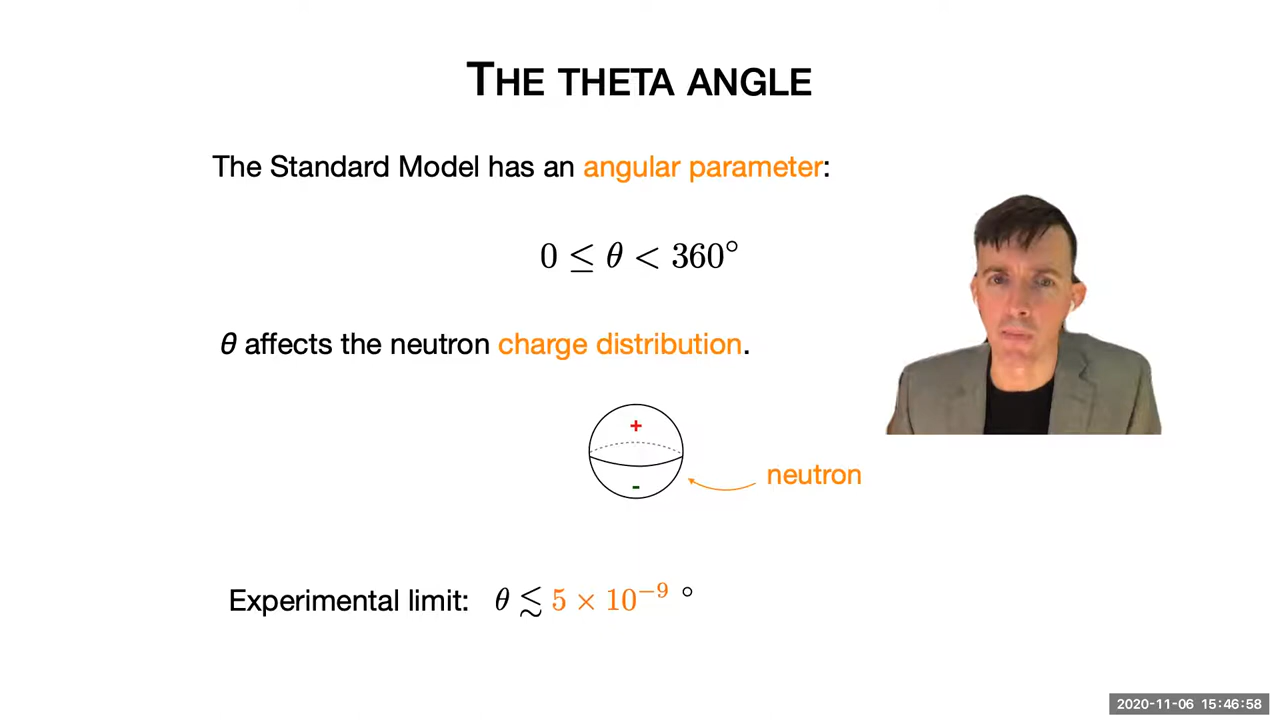 THE THETA ANGLE
The Standard Model has an angular parameter:
0 ≤ θ < 360°
θ affects the neutron charge distribution.
+
-
neutron
Experimental limit: θ ≲ 5 × 10⁻⁹ °
2020-11-06 15:46:58